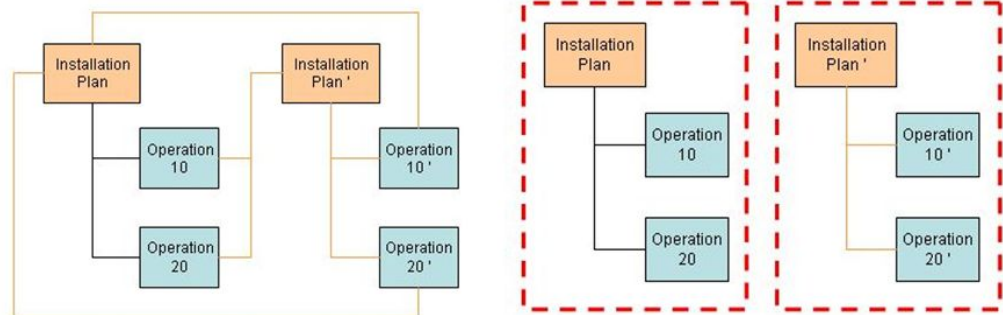 Installation
Plan
Installation
Plan '
Operation
10
Operation
10 '
Operation
20
Operation
20 '
Installation
Plan
Installation
Plan '
Operation
10
Operation
10 '
Operation
20
Operation
20 '